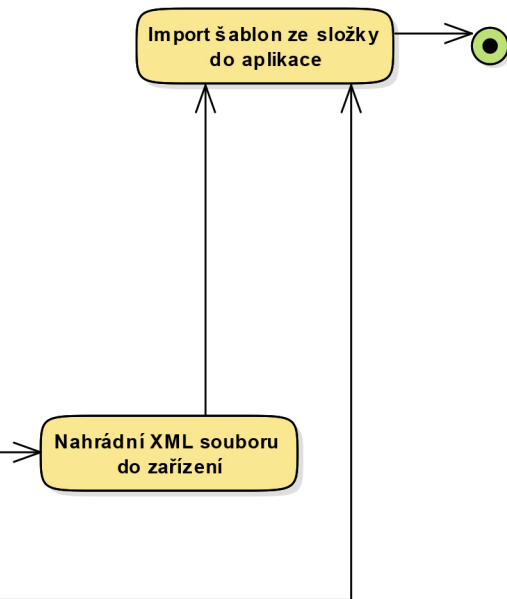 Import šablon ze složky
do aplikace
Nahrádní XML souboru
do zařízení